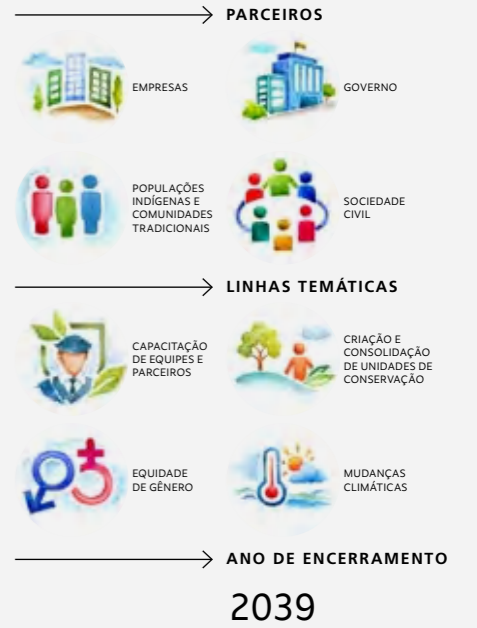 PARCEIROS
EMPRESAS
GOVERNO
POPULAÇÕES
INDÍGENAS E
COMUNIDADES
TRADICIONAIS
SOCIEDADE
CIVIL
LINHAS TEMÁTICAS
CAPACITAÇÃO
DE EQUIPES E
PARCEIROS
CRIAÇÃO E
CONSOLIDAÇÃO
DE UNIDADES DE
CONSERVAÇÃO
EQUIDADE
DE GÊNERO
MUDANÇAS
CLIMÁTICAS
ANO DE ENCERRAMENTO
2039